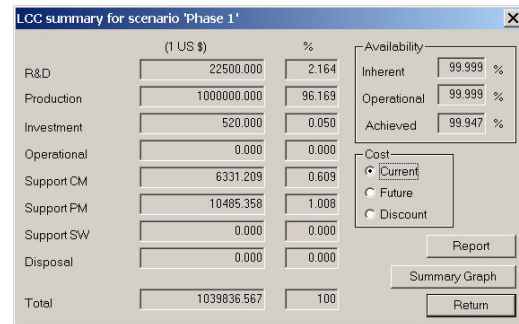 LCC summary for scenario 'Phase 1'
(1 US $) %
R&D 22500.000 2.164
Production 1000000.000 96.169
Investment 520.000 0.050
Operational 0.000 0.000
Support CM 6331.209 0.609
Support PM 10485.358 1.008
Support SW 0.000 0.000
Disposal 0.000 0.000
Total 1039836.567 100
Availability
Inherent 99.999 %
Operational 99.999 %
Achieved 99.947 %
Cost
Current
Future
Discount
Report
Summary Graph
Return